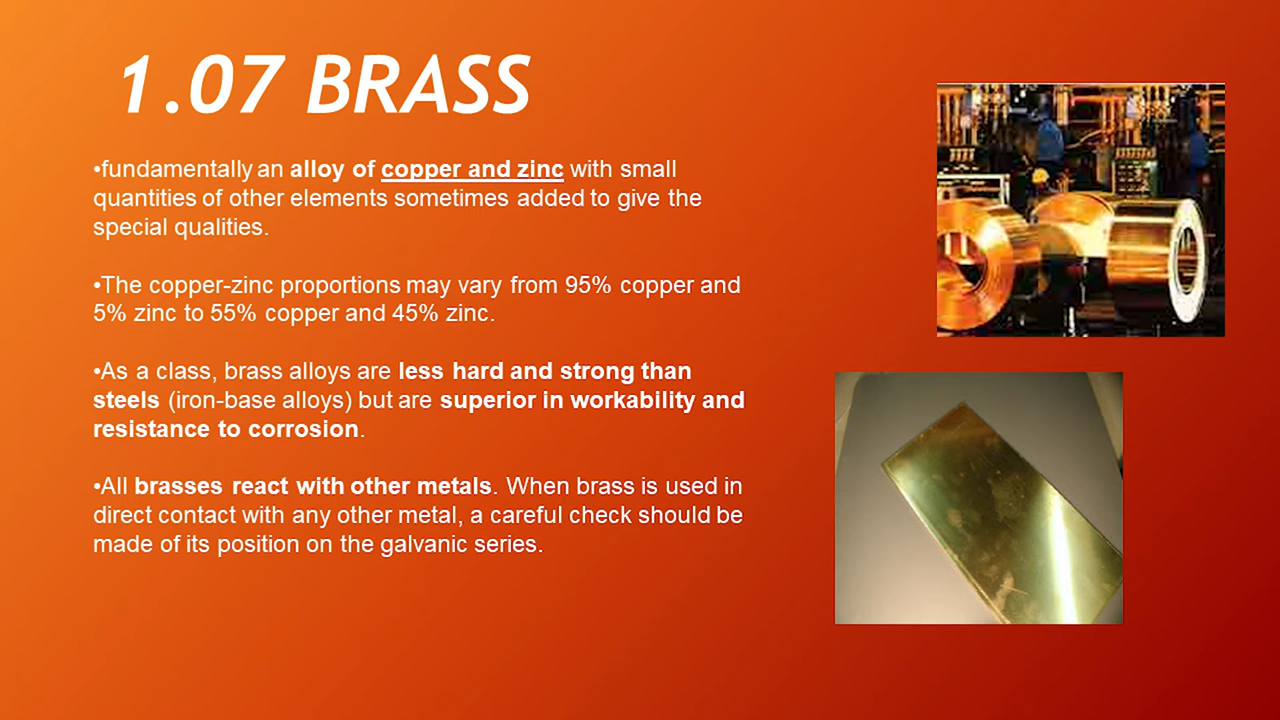 1.07 BRASS
•fundamentally an alloy of copper and zinc with small
quantities of other elements sometimes added to give the
special qualities.
•The copper-zinc proportions may vary from 95% copper and
5% zinc to 55% copper and 45% zinc.
•As a class, brass alloys are less hard and strong than
steels (iron-base alloys) but are superior in workability and
resistance to corrosion.
•All brasses react with other metals. When brass is used in
direct contact with any other metal, a careful check should be
made of its position on the galvanic series.